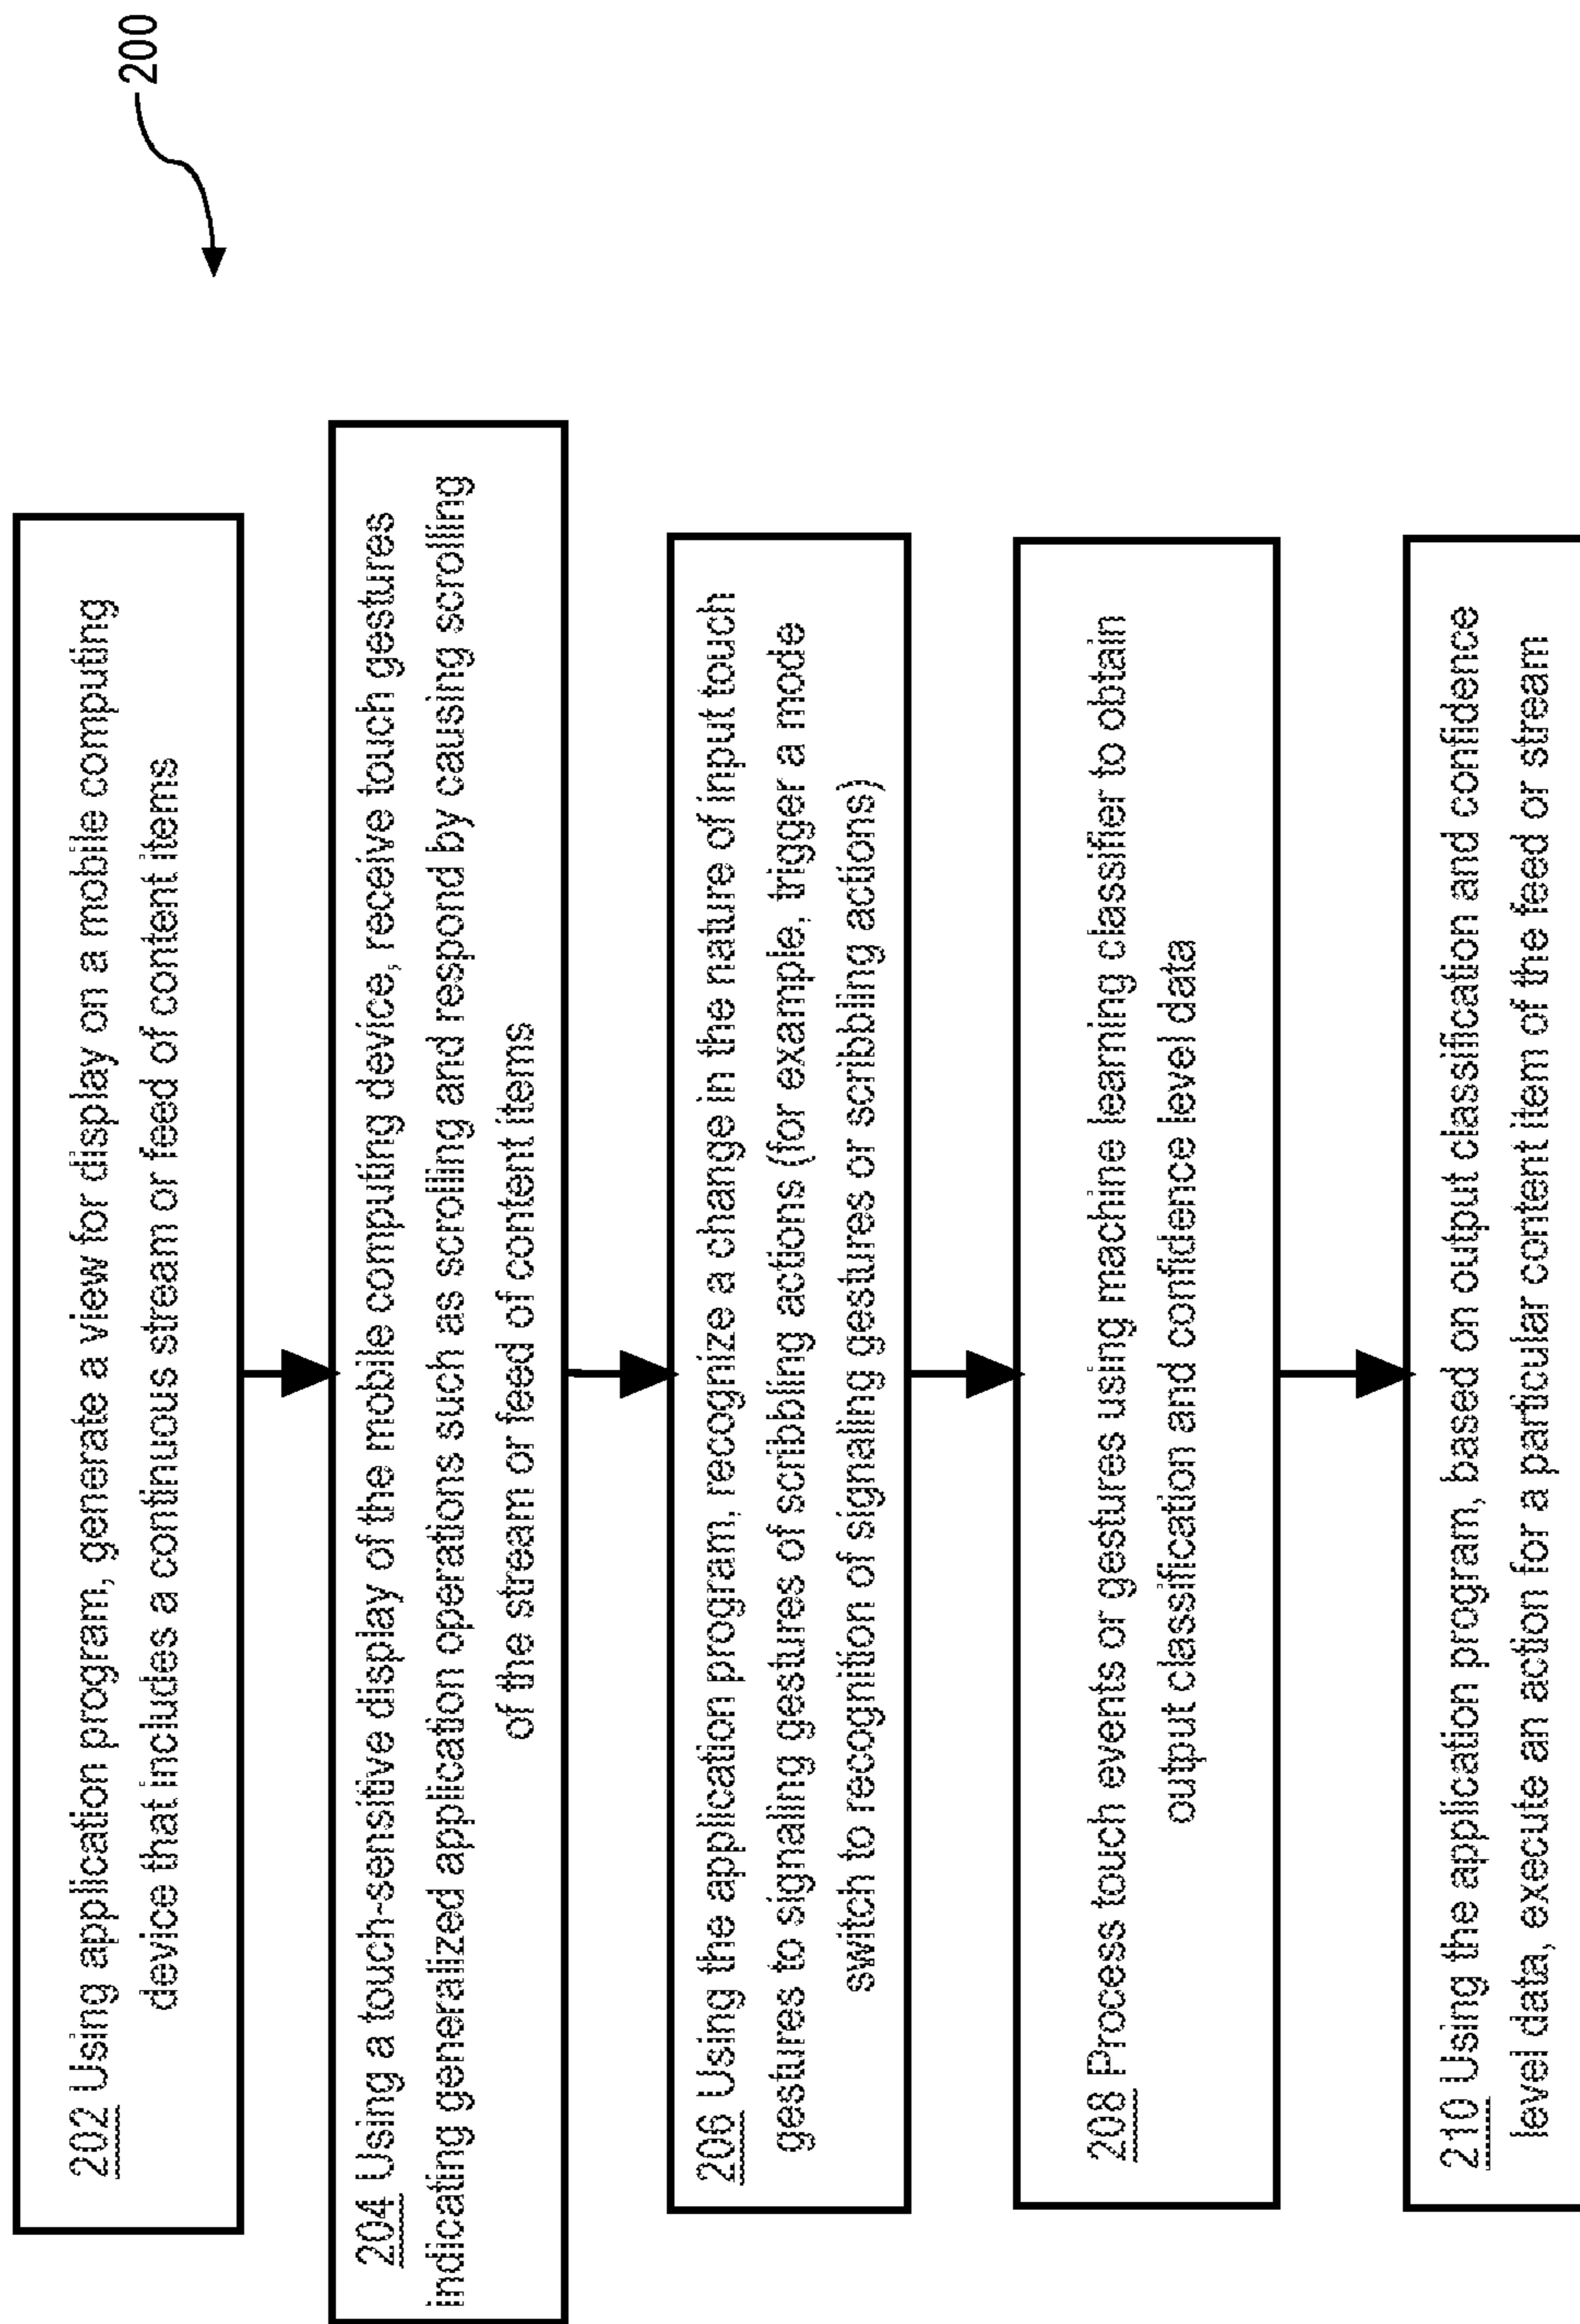 200
202 Using application program, generate a view for display on a mobile computing
device that includes a continuous stream or feed of content items
204 Using a touch-sensitive display of the mobile computing device, receive touch gestures
indicating generalized application operations such as scrolling and respond by causing scrolling
of the stream or feed of content items
206 Using the application program, recognize a change in the nature of input touch
gestures to signaling gestures of scribbling actions (for example, trigger a mode
switch to recognition of signaling gestures or scribbling actions)
208 Process touch events or gestures using machine learning classifier to obtain
output classification and confidence level data
210 Using the application program, based on output classification and confidence
level data, execute an action for a particular content item of the feed or stream